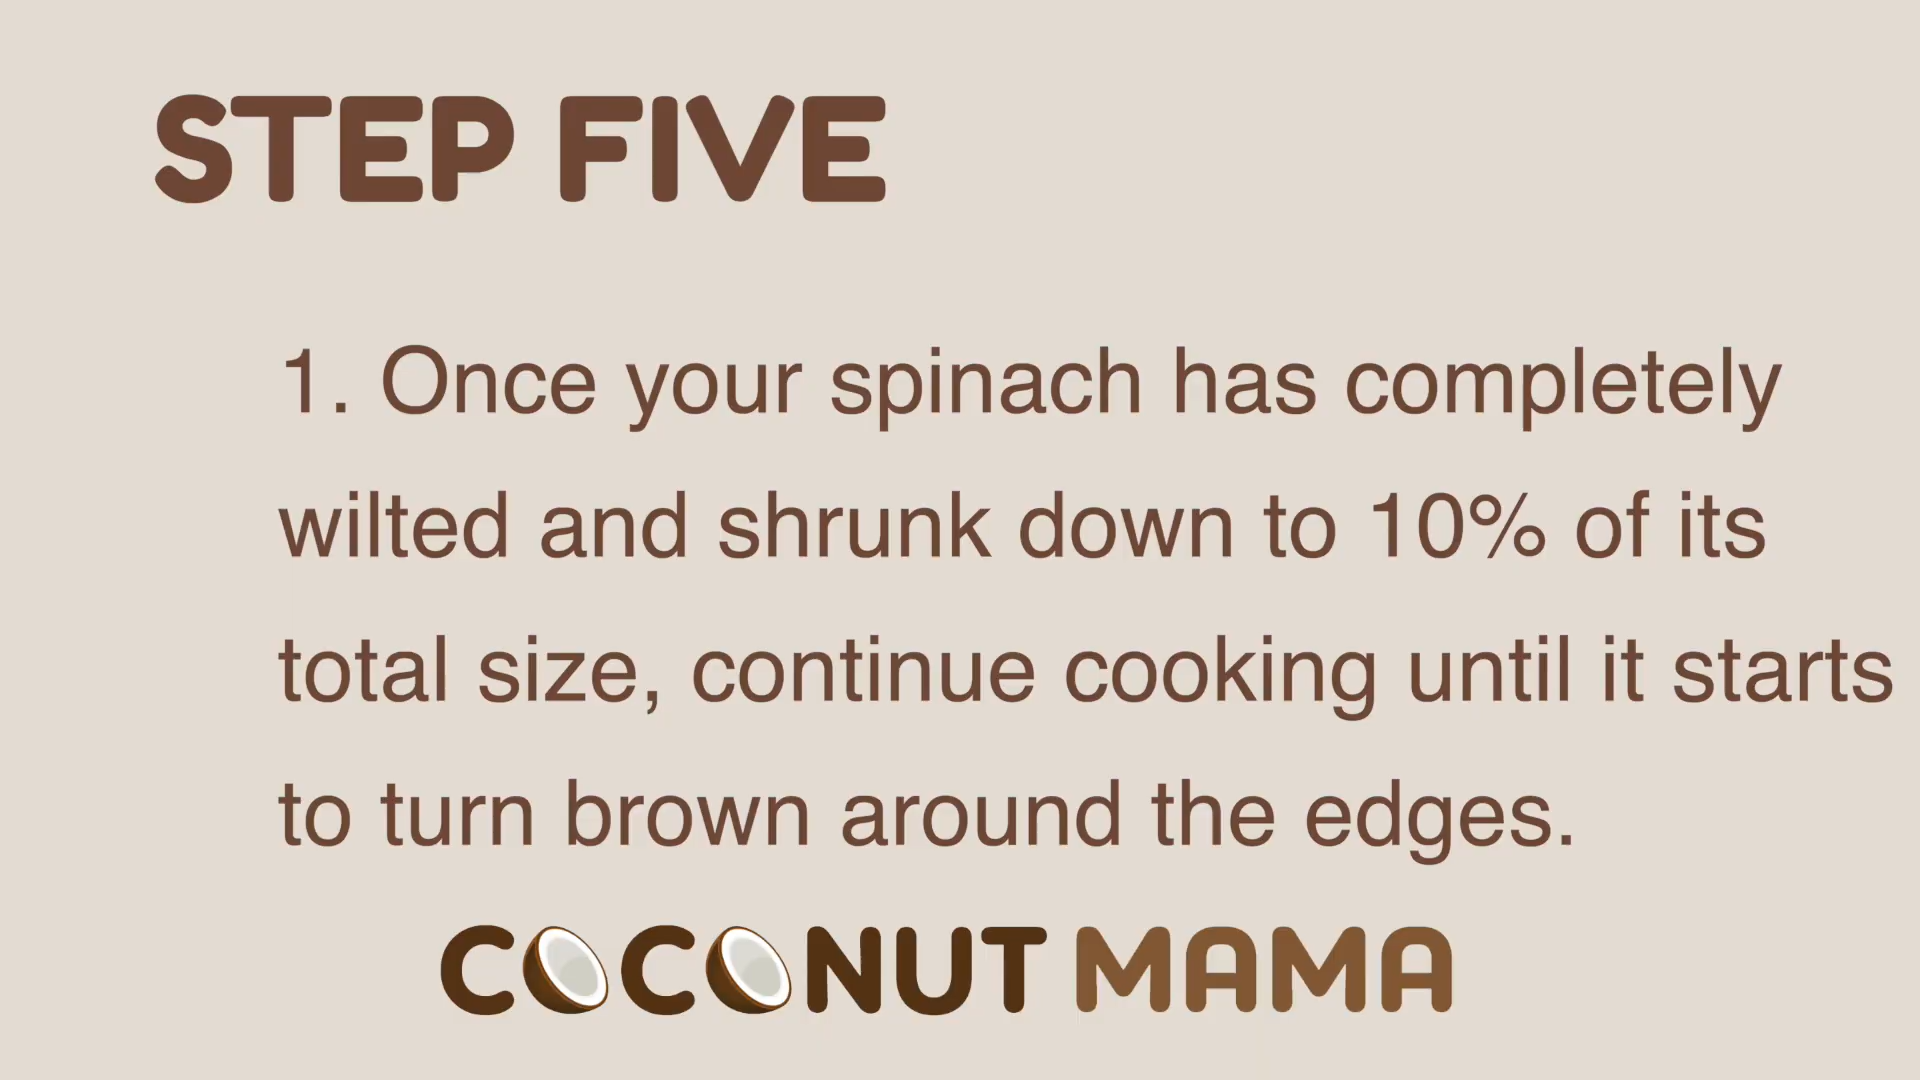 STEP FIVE
1. Once your spinach has completely
wilted and shrunk down to 10% of its
total size, continue cooking until it starts
to turn brown around the edges.
COCONUT MAMA